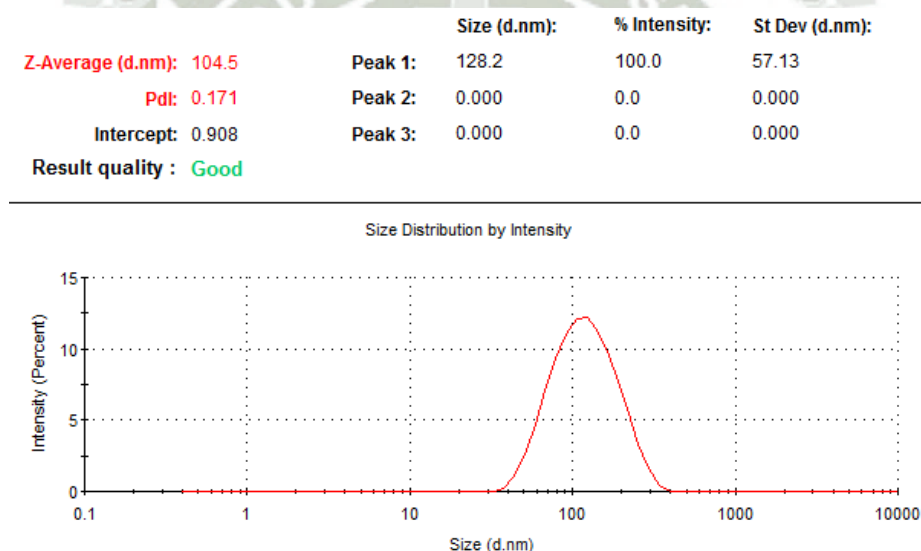 Size (d.nm): % Intensity: St Dev (d.nm):
Z-Average (d.nm): 104.5 Peak 1: 128.2 100.0 57.13
PdI: 0.171 Peak 2: 0.000 0.0 0.000
Intercept: 0.908 Peak 3: 0.000 0.0 0.000
Result quality : Good
Size Distribution by Intensity
Intensity (Percent)
15
10
5
0
0.1 1 10 100 1000 10000
Size (d.nm)